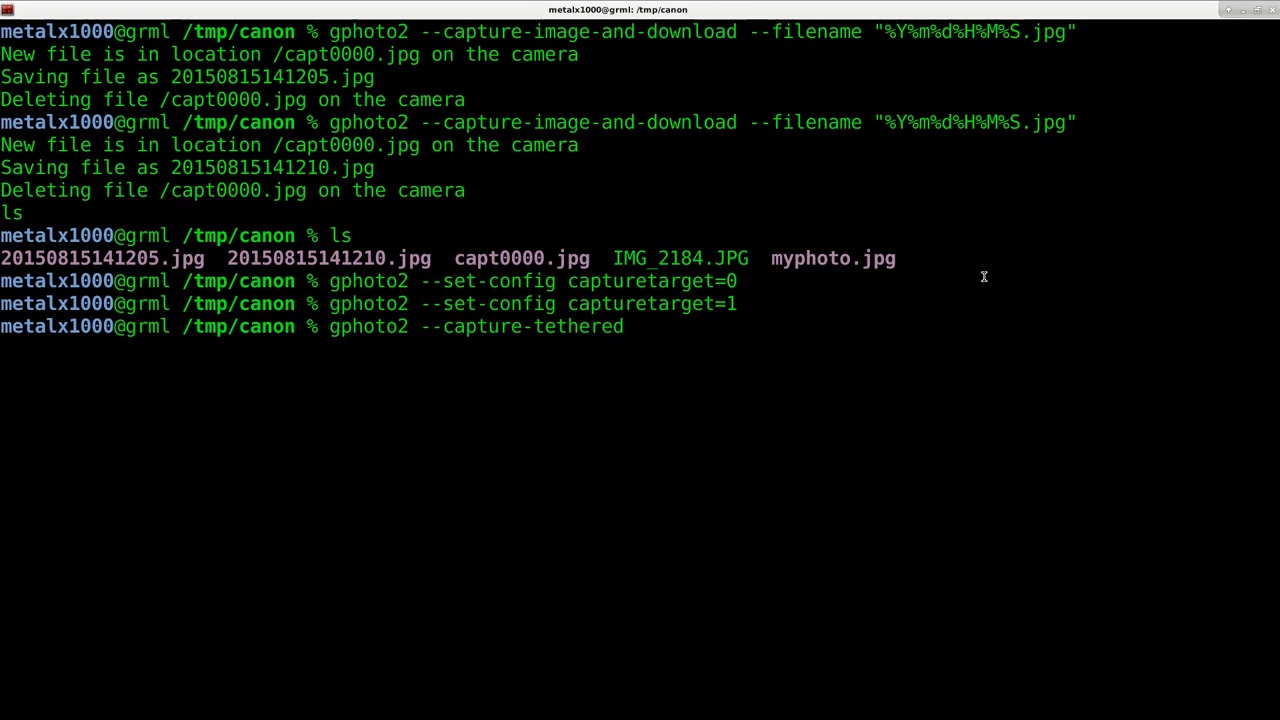 metalx1000@grml: /tmp/canon
metalx1000@grml /tmp/canon % gphoto2 --capture-image-and-download --filename "%Y%m%d%H%M%S.jpg"
New file is in location /capt0000.jpg on the camera
Saving file as 20150815141205.jpg
Deleting file /capt0000.jpg on the camera
metalx1000@grml /tmp/canon % gphoto2 --capture-image-and-download --filename "%Y%m%d%H%M%S.jpg"
New file is in location /capt0000.jpg on the camera
Saving file as 20150815141210.jpg
Deleting file /capt0000.jpg on the camera
ls
metalx1000@grml /tmp/canon % ls
20150815141205.jpg  20150815141210.jpg  capt0000.jpg  IMG_2184.JPG  myphoto.jpg
metalx1000@grml /tmp/canon % gphoto2 --set-config capturetarget=0
metalx1000@grml /tmp/canon % gphoto2 --set-config capturetarget=1
metalx1000@grml /tmp/canon % gphoto2 --capture-tethered